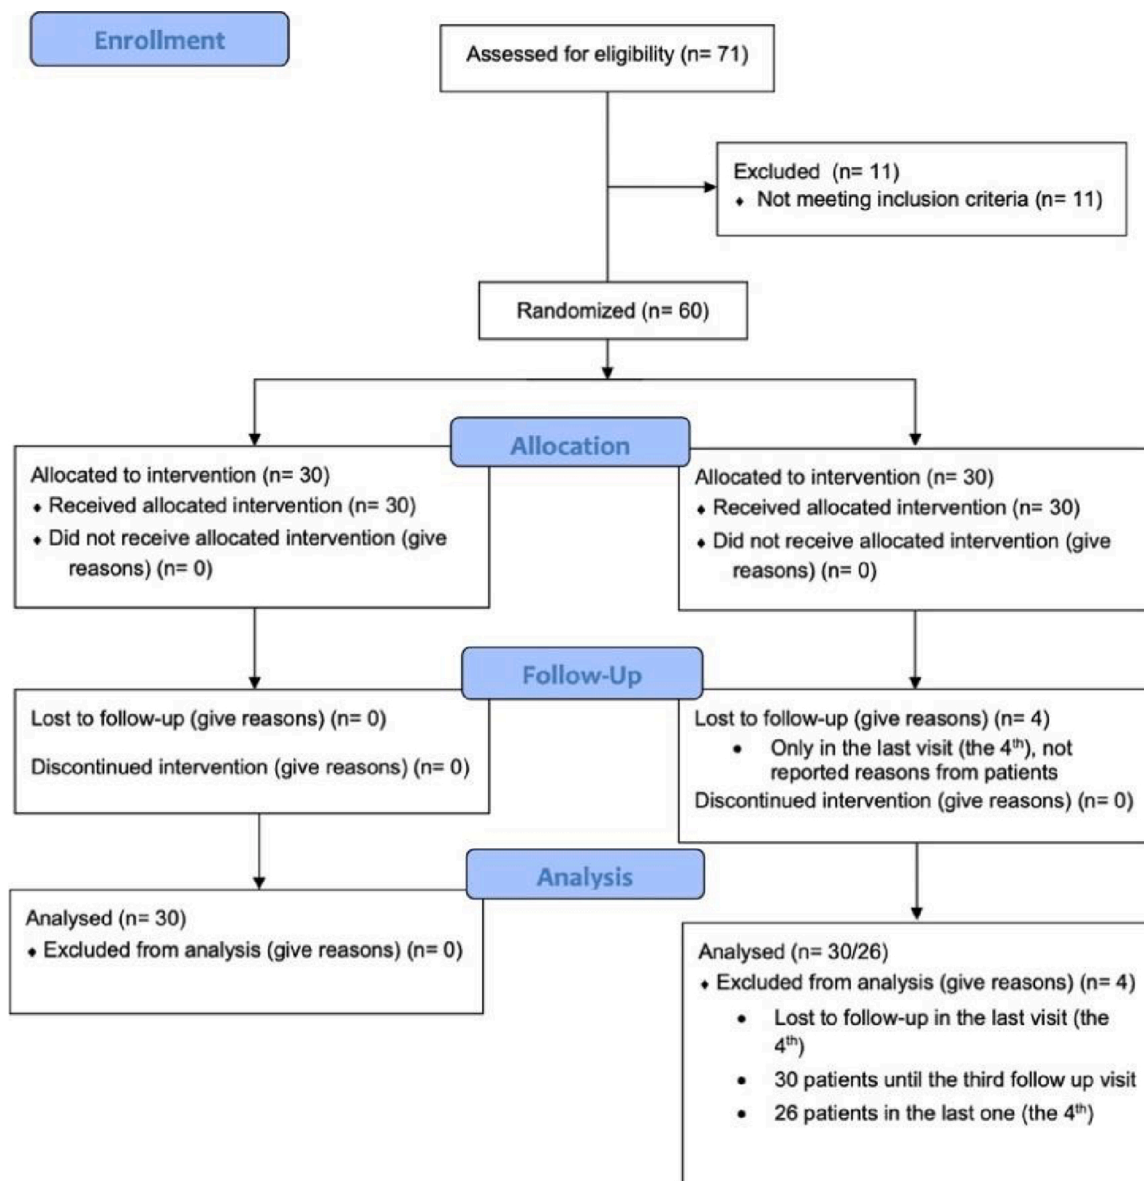 Enrollment
Assessed for eligibility (n= 71)
Excluded (n= 11)
♦ Not meeting inclusion criteria (n= 11)
Randomized (n= 60)
Allocation
Allocated to intervention (n= 30)
♦ Received allocated intervention (n= 30)
♦ Did not receive allocated intervention (give
reasons) (n= 0)
Allocated to intervention (n= 30)
♦ Received allocated intervention (n= 30)
♦ Did not receive allocated intervention (give
reasons) (n= 0)
Follow-Up
Lost to follow-up (give reasons) (n= 0)
Discontinued intervention (give reasons) (n= 0)
Lost to follow-up (give reasons) (n= 4)
• Only in the last visit (the 4th), not
reported reasons from patients
Discontinued intervention (give reasons) (n= 0)
Analysis
Analysed (n= 30)
♦ Excluded from analysis (give reasons) (n= 0)
Analysed (n= 30/26)
♦ Excluded from analysis (give reasons) (n= 4)
• Lost to follow-up in the last visit (the
4th)
• 30 patients until the third follow up visit
• 26 patients in the last one (the 4th)